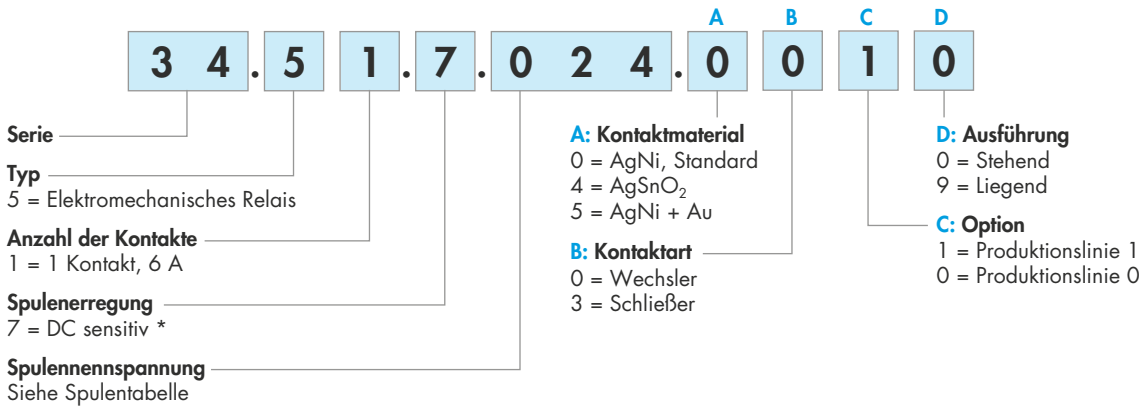 A B C D
3 4 . 5 1 . 7 . 0 2 4 . 0 0 1 0
Serie
Typ
5 = Elektromechanisches Relais
Anzahl der Kontakte
1 = 1 Kontakt, 6 A
Spulenerregung
7 = DC sensitiv *
Spulennennspannung
Siehe Spulentabelle
A: Kontaktmaterial
0 = AgNi, Standard
4 = AgSnO₂
5 = AgNi + Au
B: Kontaktart
0 = Wechsler
3 = Schließer
D: Ausführung
0 = Stehend
9 = Liegend
C: Option
1 = Produktionslinie 1
0 = Produktionslinie 0